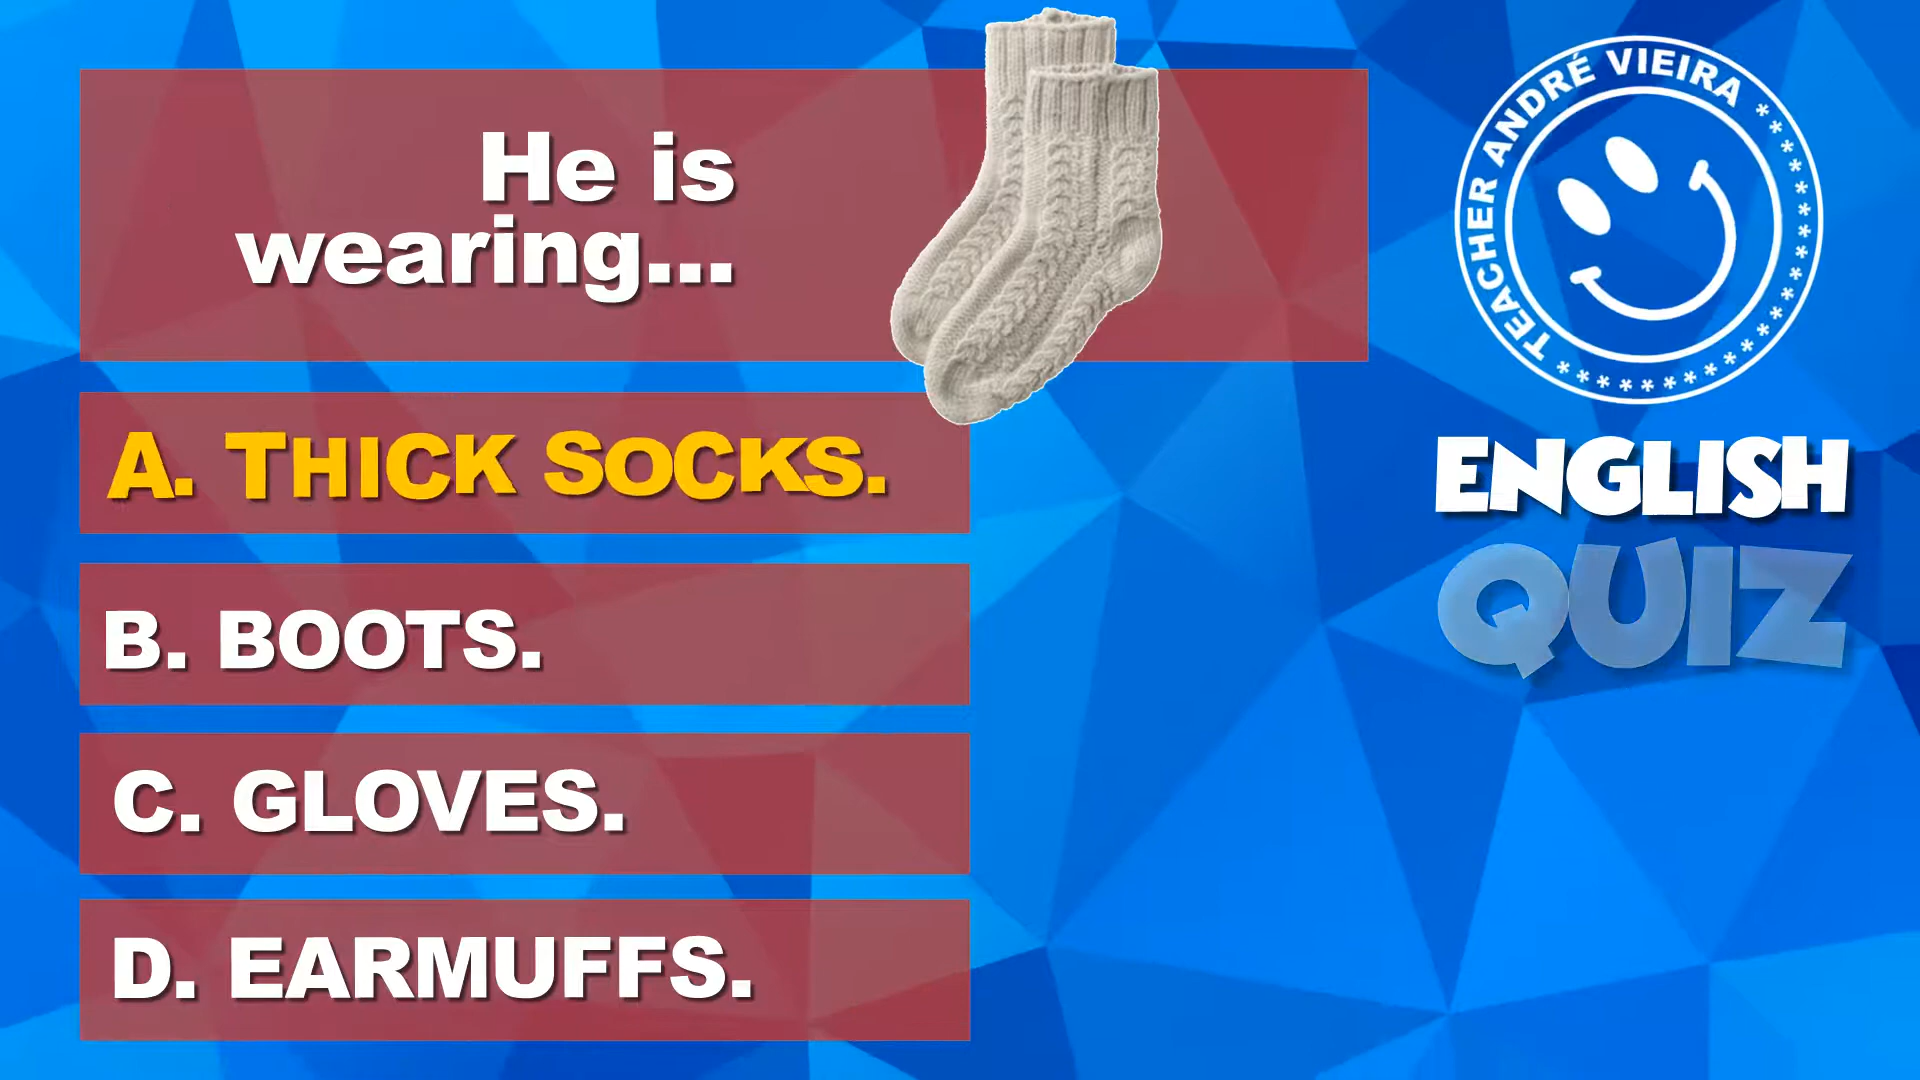 He is
wearing...
A. THICK SOCKS.
B. BOOTS.
C. GLOVES.
D. EARMUFFS.
TEACHER ANDRÉ VIEIRA
ENGLISH
QUIZ